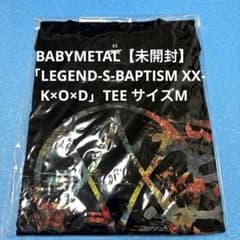 BABYMETAL【未開封】
「LEGEND-S-BAPTISM XX-
K×O×D」TEE サイズM